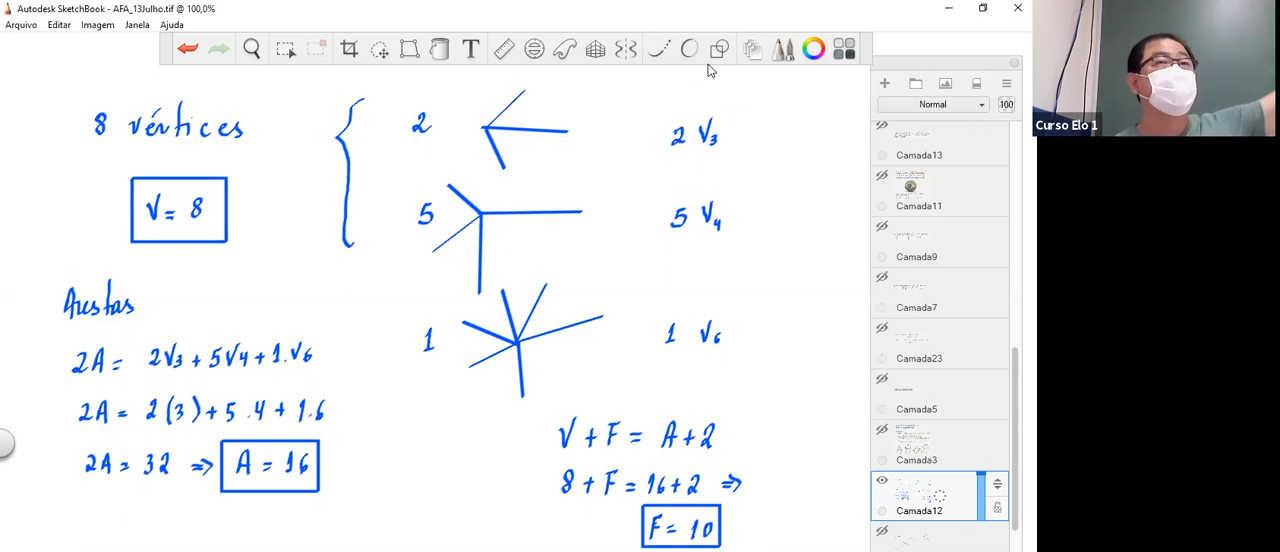 Autodesk SketchBook - AFA_13Julho.tif @ 100,0%
Arquivo Editar Imagem Janela Ajuda
Normal
100
Camada13
Camada11
Camada9
Camada7
Camada23
Camada5
Camada3
Camada12
Curso Elo 1
8 vértices
V = 8
2
2 V3
5
5 V4
1
1 V6
Arestas
2A = 2V3 + 5V4 + 1.V6
2A = 2(3) + 5 . 4 + 1.6
2A = 32 => A = 16
V + F = A + 2
8 + F = 16 + 2 =>
F = 10